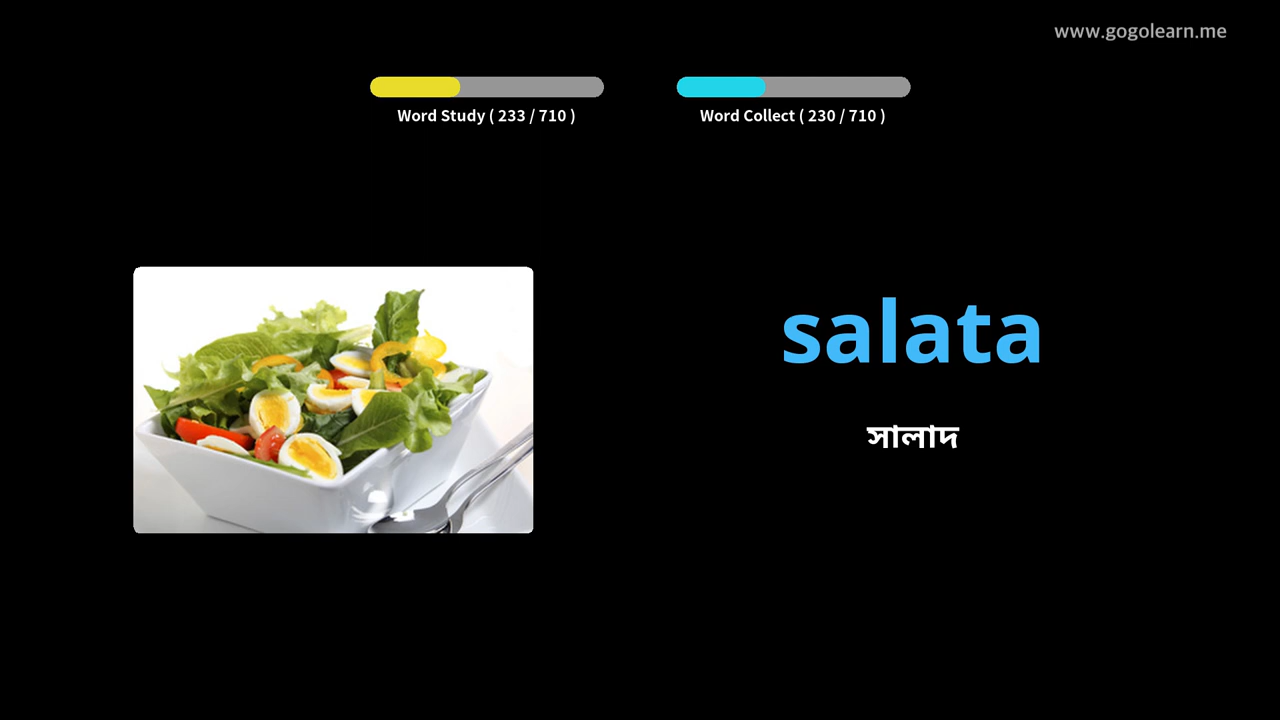 www.gogolearn.me
Word Study ( 233 / 710 )
Word Collect ( 230 / 710 )
salata
সালাদ